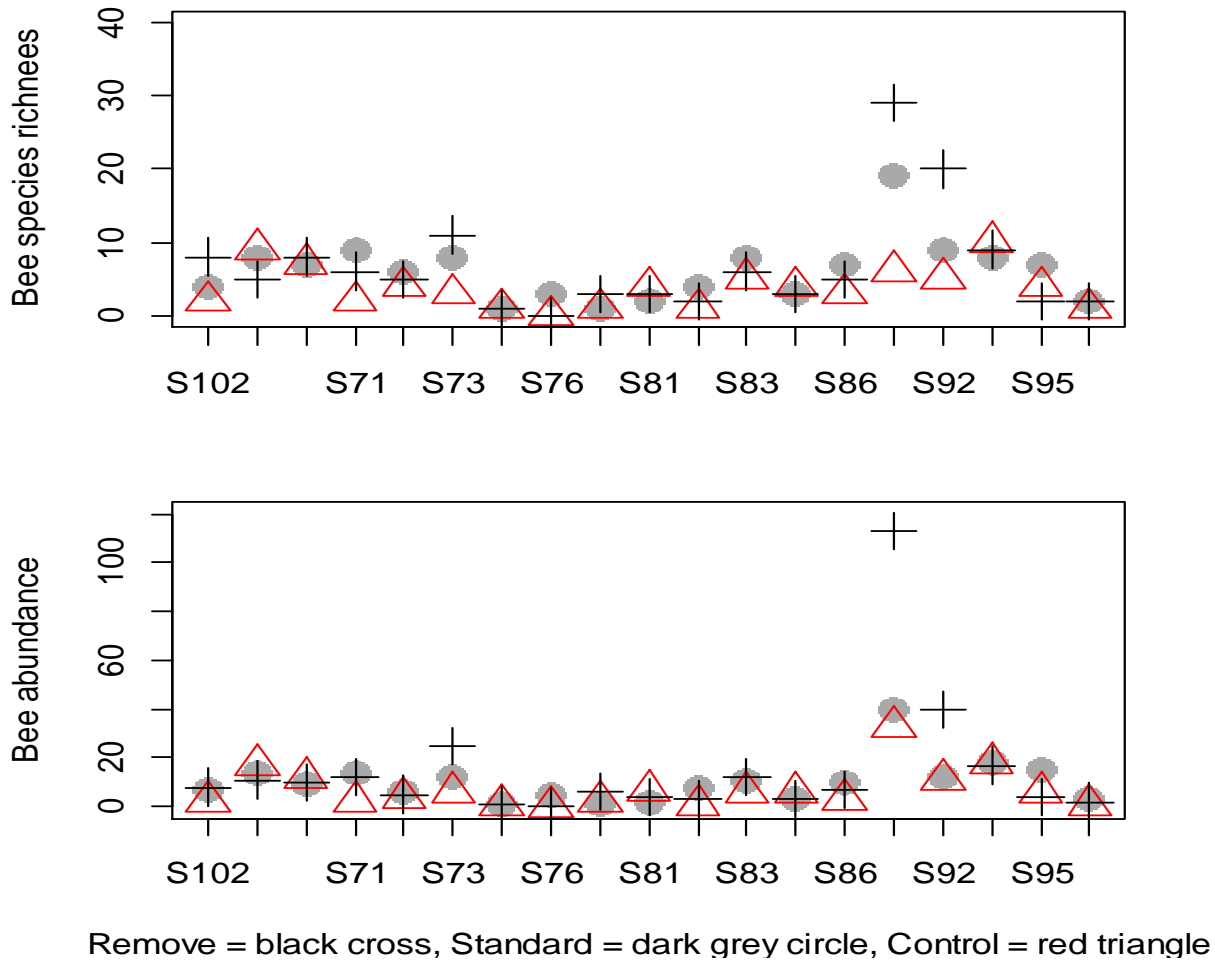 Bee species richnees
40
30
20
10
0
S102 S71 S73 S76 S81 S83 S86 S92 S95
Bee abundance
100
60
20
0
S102 S71 S73 S76 S81 S83 S86 S92 S95
Remove = black cross, Standard = dark grey circle, Control = red triangle